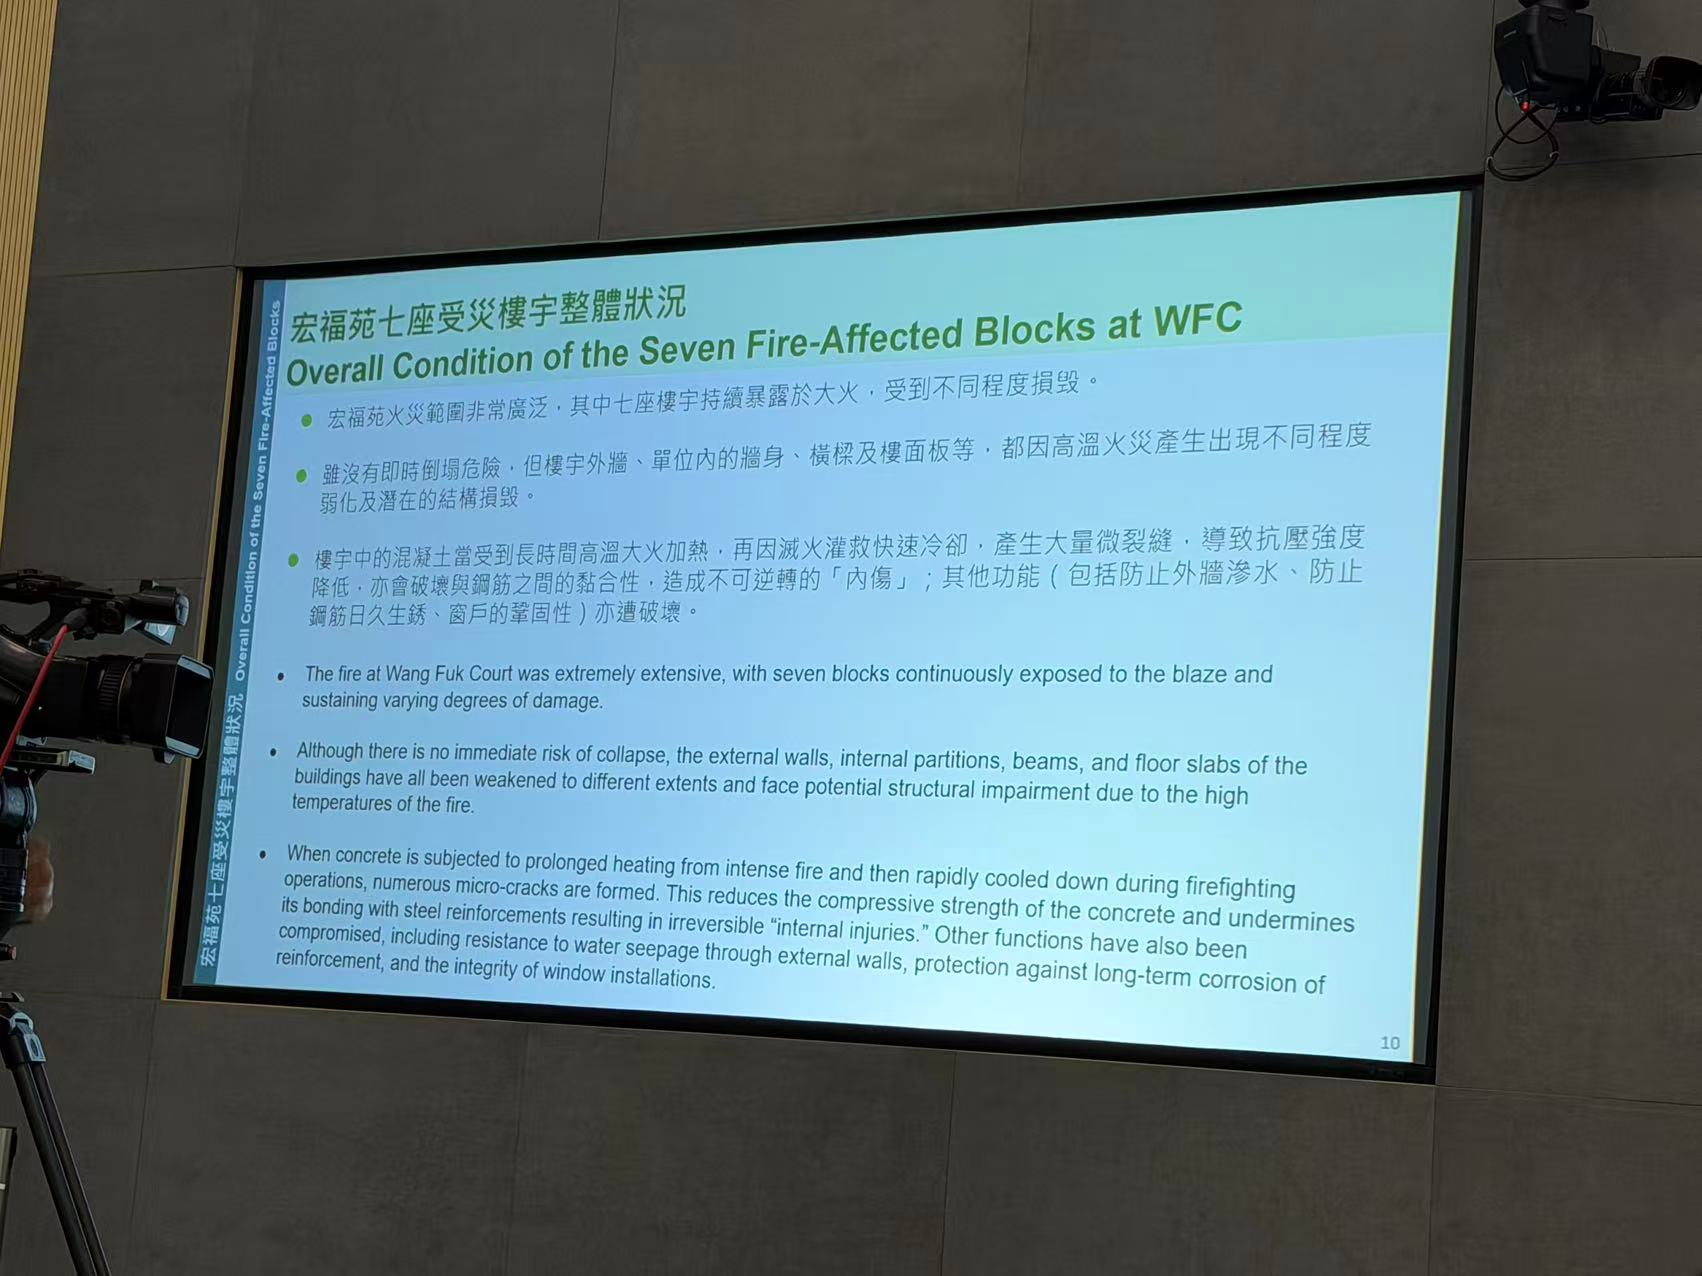 宏福苑七座受災樓宇整體狀況
Overall Condition of the Seven Fire-Affected Blocks at WFC
● 宏福苑火災範圍非常廣泛，其中七座樓宇持續暴露於大火，受到不同程度損毀。
● 雖沒有即時倒塌危險，但樓宇外牆、單位內的牆身、橫樑及樓面板等，都因高溫火災產生出現不同程度
弱化及潛在的結構損毀。
● 樓宇中的混凝土當受到長時間高溫大火加熱，再因滅火灌救快速冷卻，產生大量微裂縫，導致抗壓強度
降低，亦會破壞與鋼筋之間的黏合性，造成不可逆轉的「內傷」；其他功能（包括防止外牆滲水、防止
鋼筋日久生銹、窗戶的鞏固性）亦遭破壞。
• The fire at Wang Fuk Court was extremely extensive, with seven blocks continuously exposed to the blaze and
sustaining varying degrees of damage.
• Although there is no immediate risk of collapse, the external walls, internal partitions, beams, and floor slabs of the
buildings have all been weakened to different extents and face potential structural impairment due to the high
temperatures of the fire.
• When concrete is subjected to prolonged heating from intense fire and then rapidly cooled down during firefighting
operations, numerous micro-cracks are formed. This reduces the compressive strength of the concrete and undermines
its bonding with steel reinforcements resulting in irreversible “internal injuries.” Other functions have also been
compromised, including resistance to water seepage through external walls, protection against long-term corrosion of
reinforcement, and the integrity of window installations.
10
宏福苑七座受災樓宇整體狀況 Overall Condition of the Seven Fire-Affected Blocks